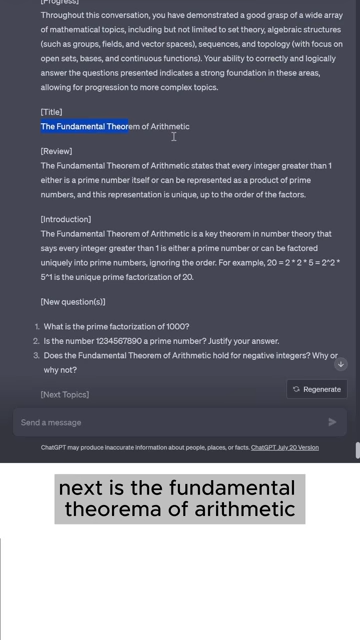 [Progress]
Throughout this conversation, you have demonstrated a good grasp of a wide array
of mathematical topics, including but not limited to set theory, algebraic structures
(such as groups, fields, and vector spaces), sequences, and topology (with focus on
open sets, bases, and continuous functions). Your ability to correctly and logically
answer the questions presented indicates a strong foundation in these areas,
allowing for progression to more complex topics.
[Title]
The Fundamental Theorem of Arithmetic
[Review]
The Fundamental Theorem of Arithmetic states that every integer greater than 1
either is a prime number itself or can be represented as a product of prime
numbers, and this representation is unique, up to the order of the factors.
[Introduction]
The Fundamental Theorem of Arithmetic is a key theorem in number theory that
says every integer greater than 1 is either a prime number or can be factored
uniquely into prime numbers, ignoring the order. For example, 20 = 2 * 2 * 5 = 2^2 *
5^1 is the unique prime factorization of 20.
[New question(s)]
1. What is the prime factorization of 1000?
2. Is the number 1234567890 a prime number? Justify your answer.
3. Does the Fundamental Theorem of Arithmetic hold for negative integers? Why or
why not?
[Next Topics]
Regenerate
Send a message
ChatGPT may produce inaccurate information about people, places, or facts. ChatGPT July 20 Version
next is the fundamental
theorema of arithmetic